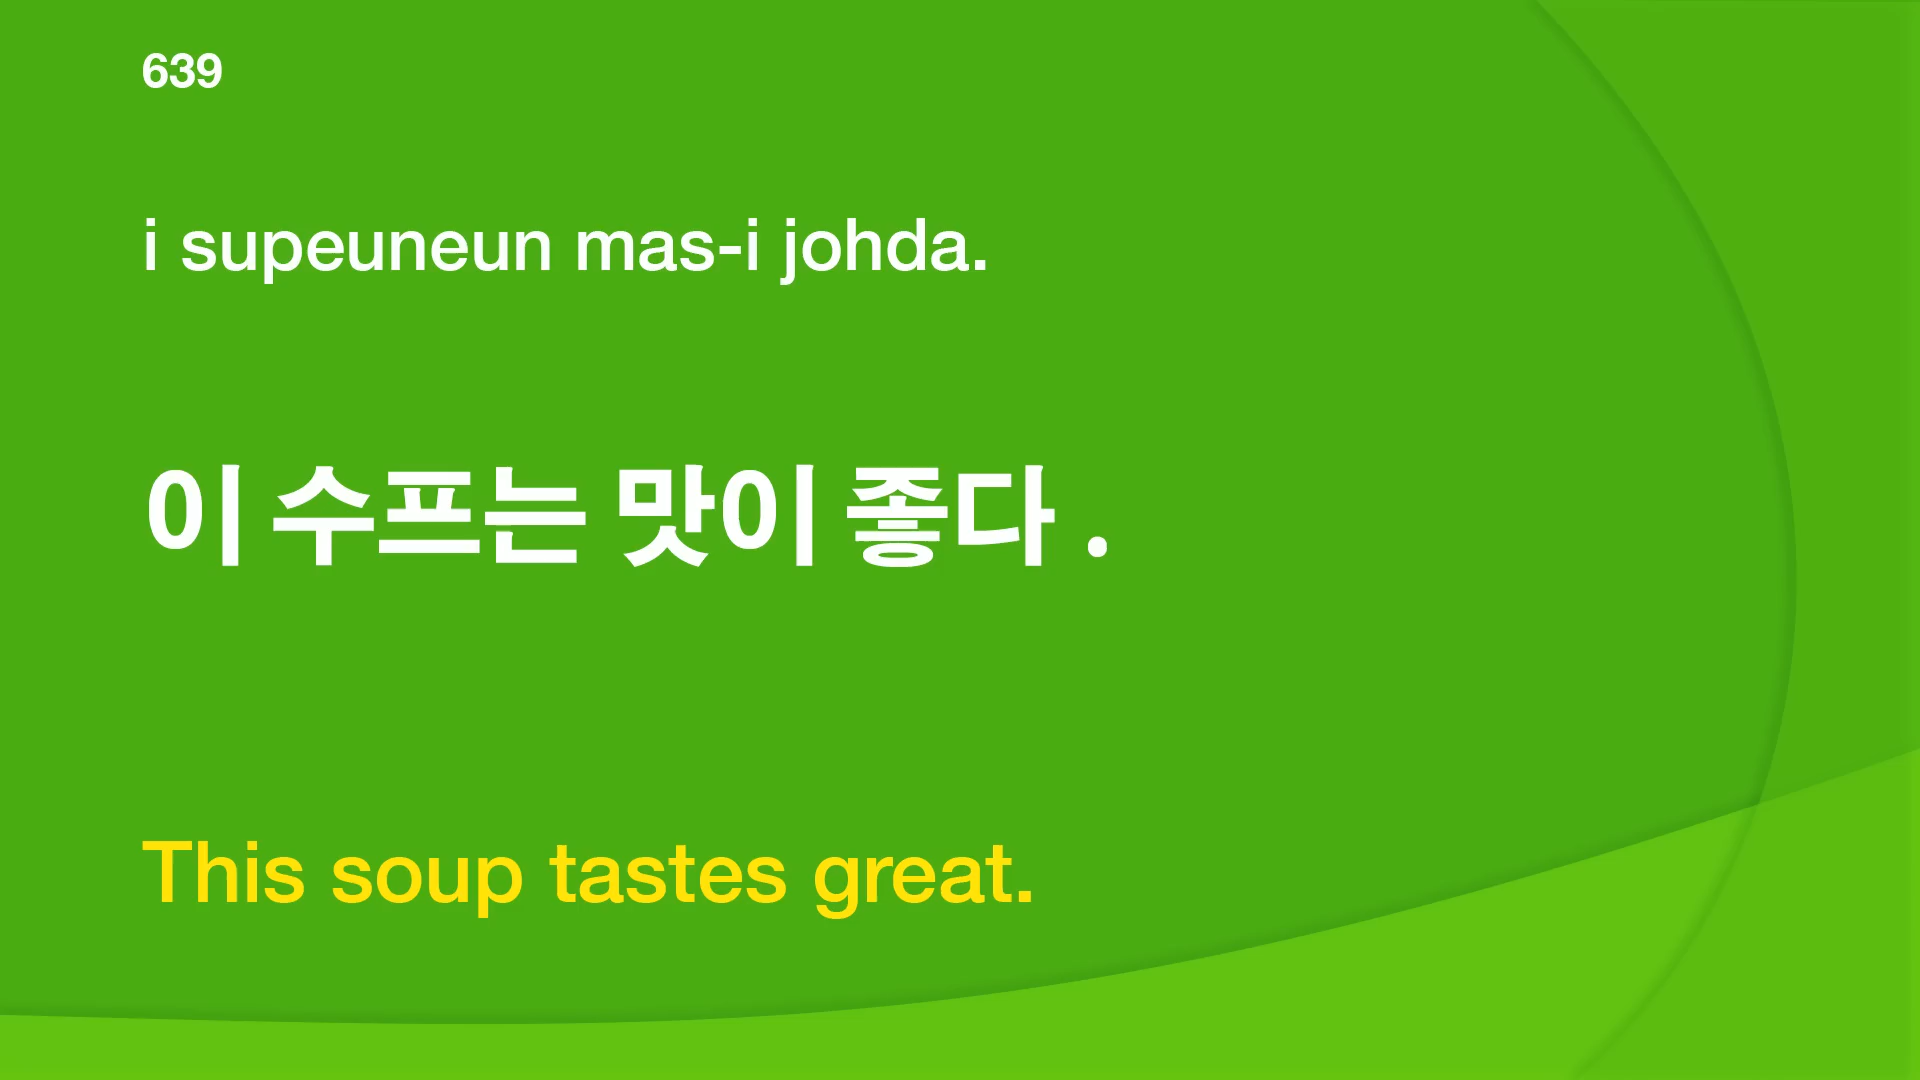 639
i supeuneun mas-i johda.
이 수프는 맛이 좋다 .
This soup tastes great.